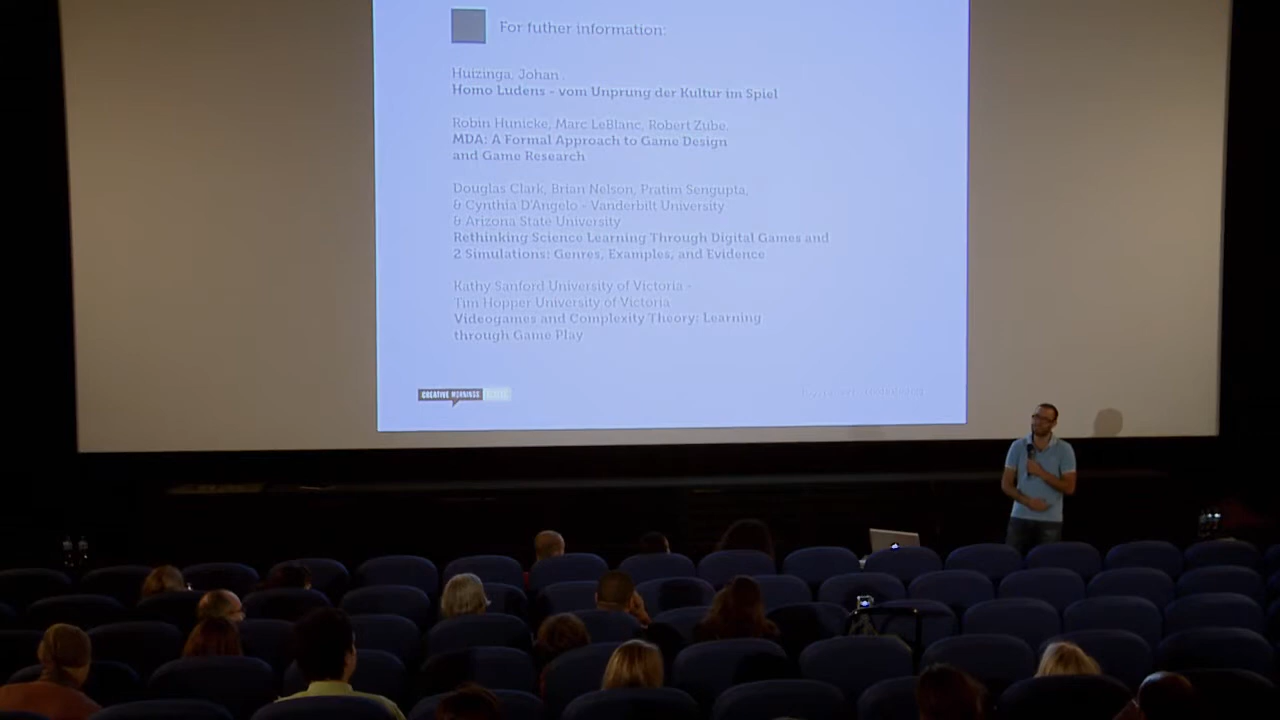 For futher information:
Huizinga, Johan .
Homo Ludens - vom Unprung der Kultur im Spiel
Robin Hunicke, Marc LeBlanc, Robert Zube.
MDA: A Formal Approach to Game Design
and Game Research
Douglas Clark, Brian Nelson, Pratim Sengupta,
& Cynthia D'Angelo - Vanderbilt University
& Arizona State University
Rethinking Science Learning Through Digital Games and
2 Simulations: Genres, Examples, and Evidence
Kathy Sanford University of Victoria -
Tim Hopper University of Victoria
Videogames and Complexity Theory: Learning
through Game Play
CREATIVE MORNINGS